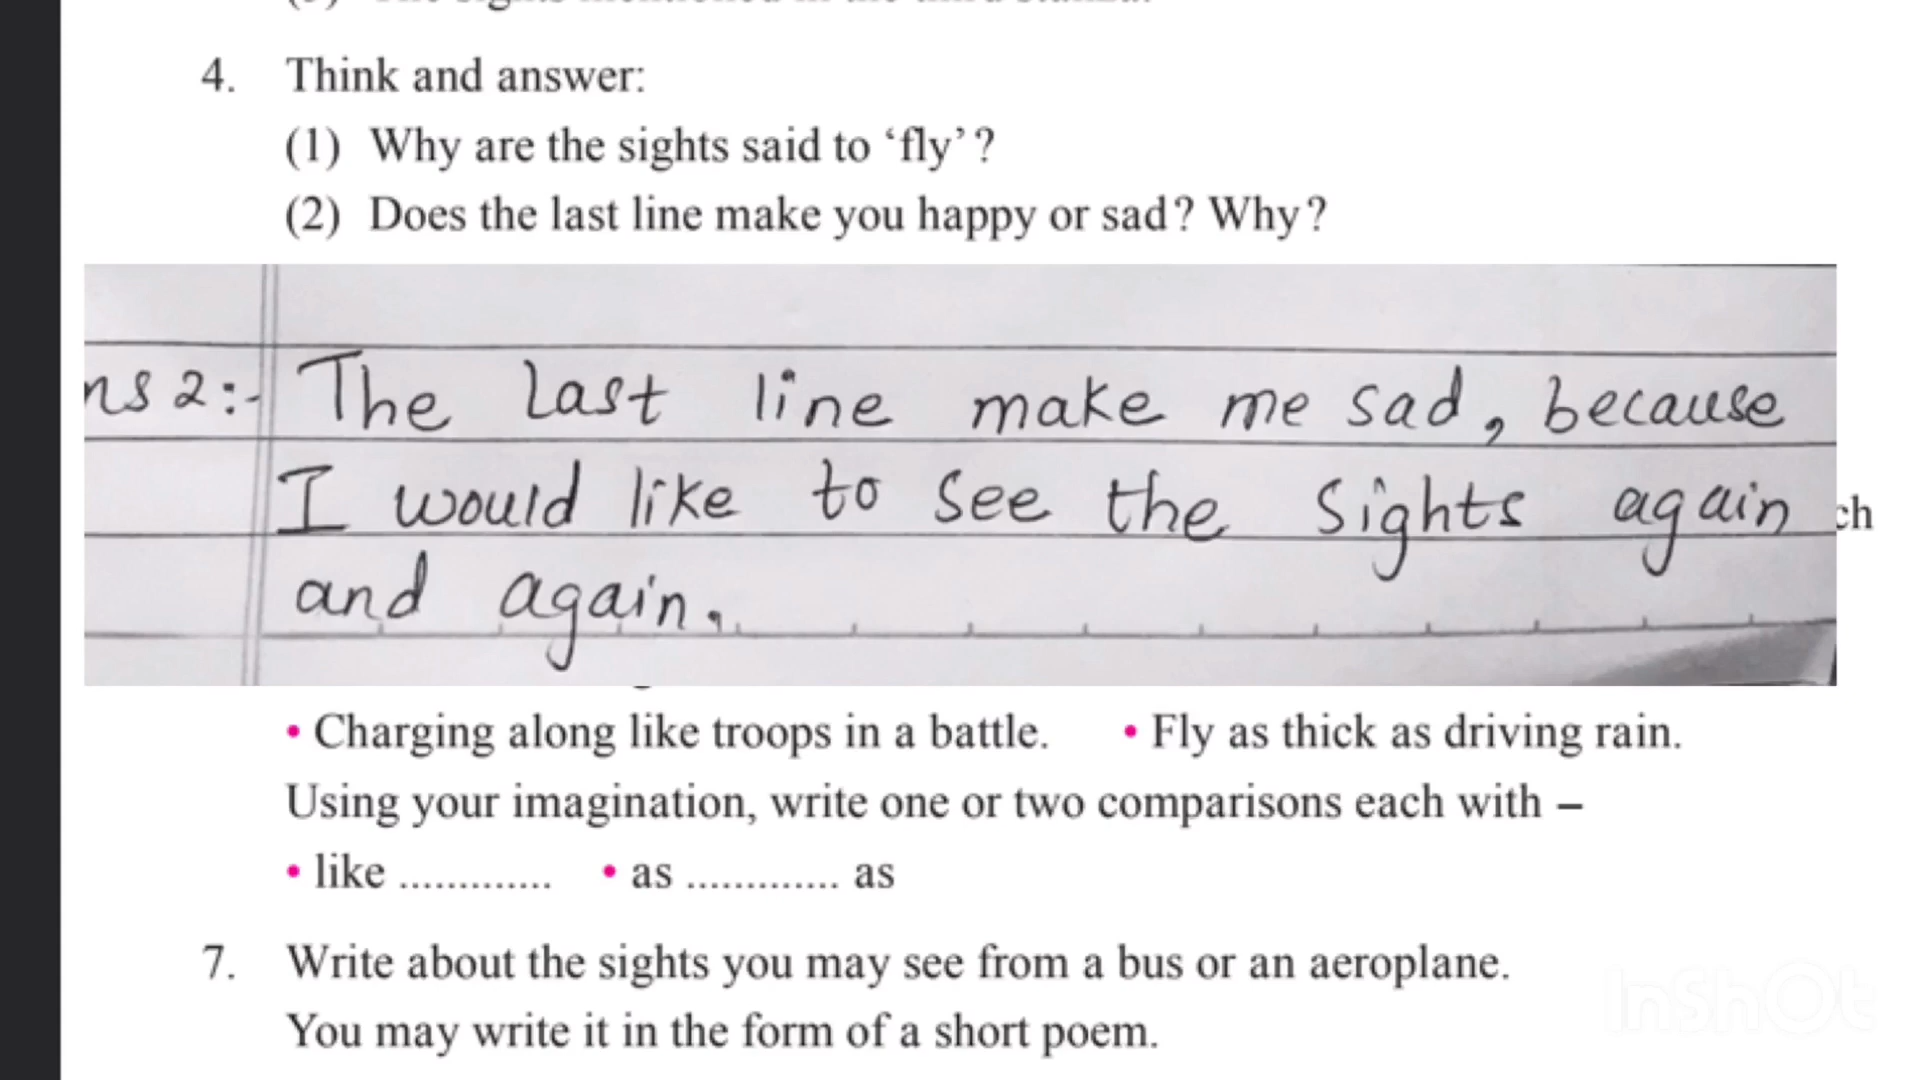 4. Think and answer:
(1) Why are the sights said to ‘fly’?
(2) Does the last line make you happy or sad? Why?
ns 2:- The last line make me sad, because
I would like to see the sights again
ch
and again.
• Charging along like troops in a battle. • Fly as thick as driving rain.
Using your imagination, write one or two comparisons each with –
• like ............. • as ............. as
7. Write about the sights you may see from a bus or an aeroplane.
You may write it in the form of a short poem.
InShOt